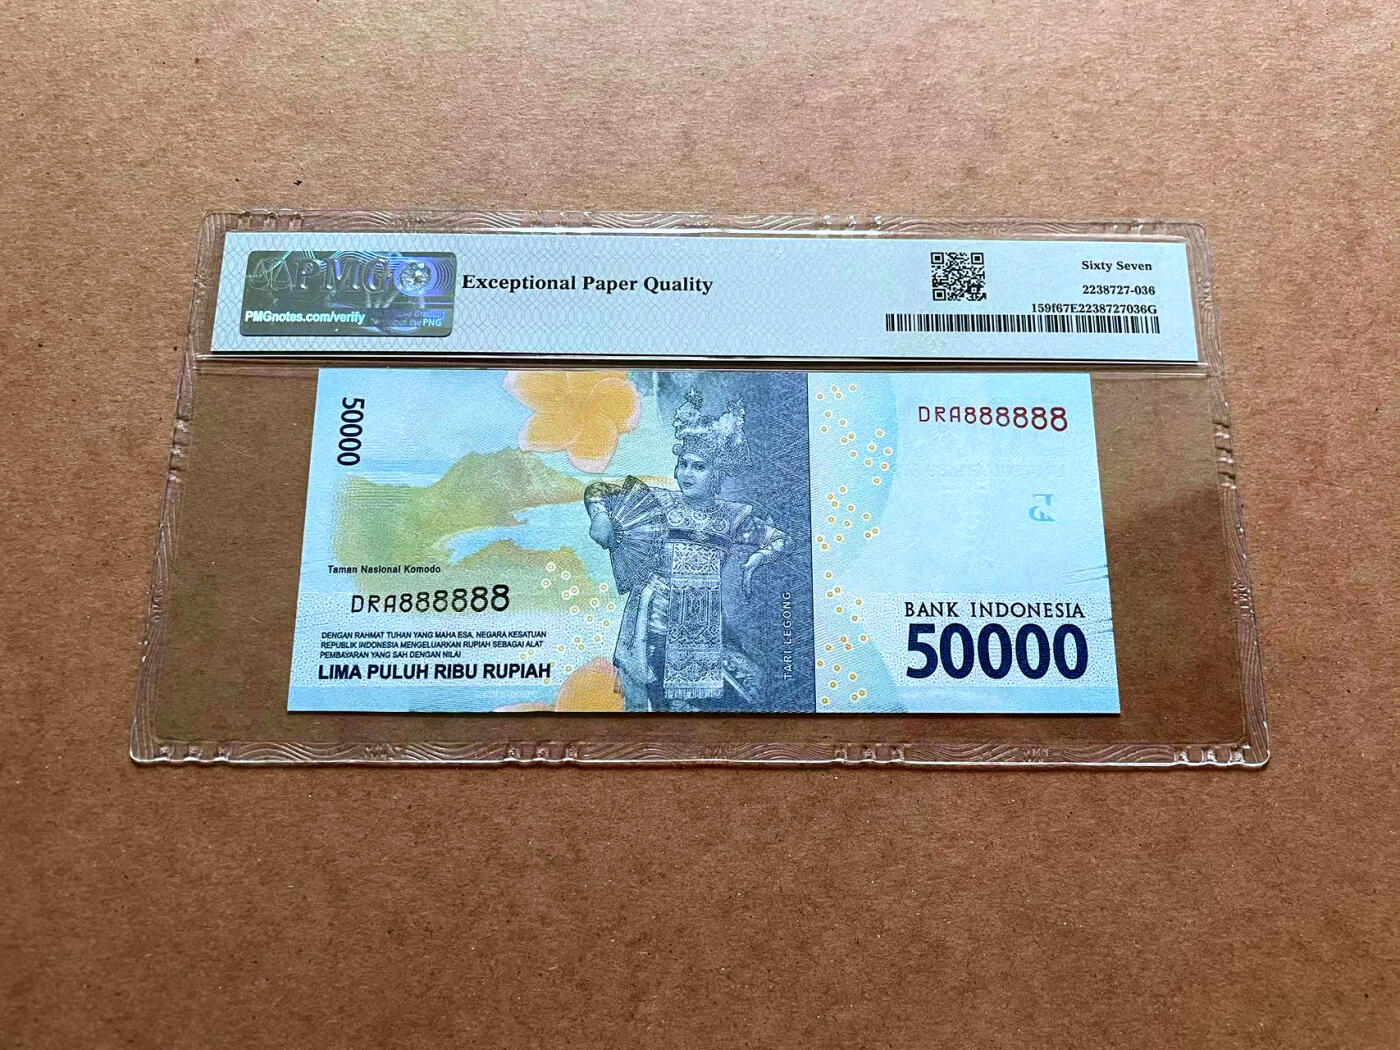 PMG
PMGnotes.com/verify
Exceptional Paper Quality
Sixty Seven
2238727-036
159f67E2238727036G
50000
DRA888888
Taman Nasional Komodo
DRA888888
DENGAN RAHMAT TUHAN YANG MAHA ESA, NEGARA KESATUAN
REPUBLIK INDONESIA MENGELUARKAN RUPIAH SEBAGAI ALAT
PEMBAYARAN YANG SAH DENGAN NILAI
LIMA PULUH RIBU RUPIAH
TARI LEGONG
BANK INDONESIA
50000